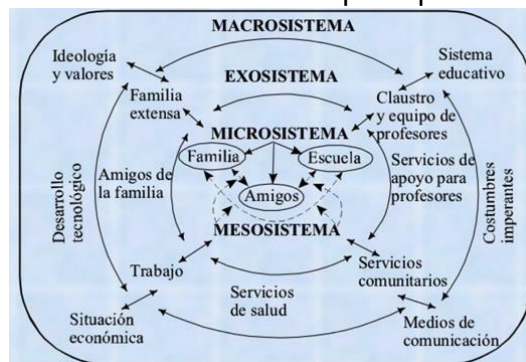 MACROSISTEMA
Ideología
y valores
Sistema
educativo
EXOSISTEMA
Familia
extensa
Claustro
y equipo de
profesores
MICROSISTEMA
Familia
Escuela
Amigos de
la familia
Servicios de
apoyo para
profesores
Amigos
Desarrollo
tecnológico
Costumbres
imperantes
MESOSISTEMA
Trabajo
Servicios
comunitarios
Servicios
de salud
Situación
económica
Medios de
comunicación